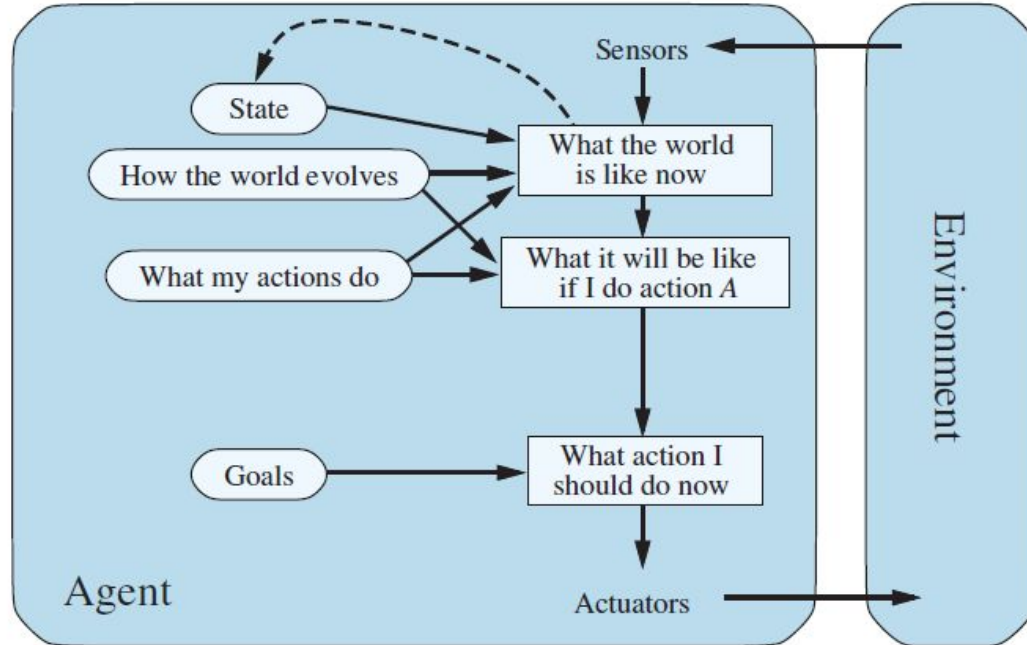 Sensors
State
What the world
is like now
How the world evolves
What my actions do
What it will be like
if I do action A
Goals
What action I
should do now
Agent
Actuators
Environment